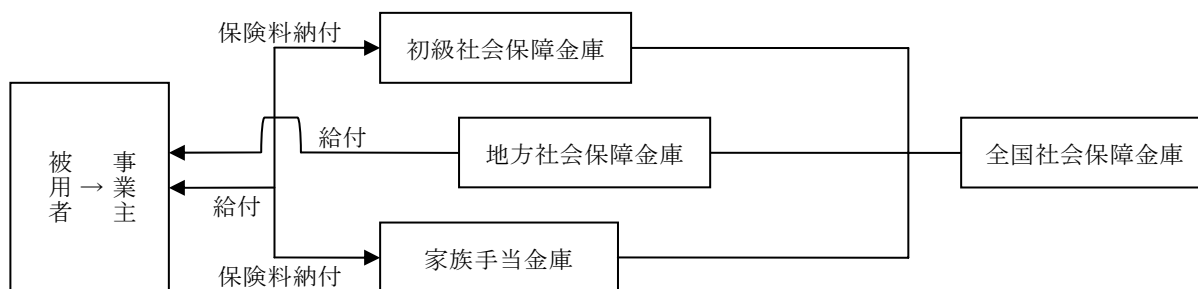 保険料納付
初級社会保障金庫
給付
地方社会保障金庫
全国社会保障金庫
被用者→事業主
給付
家族手当金庫
保険料納付